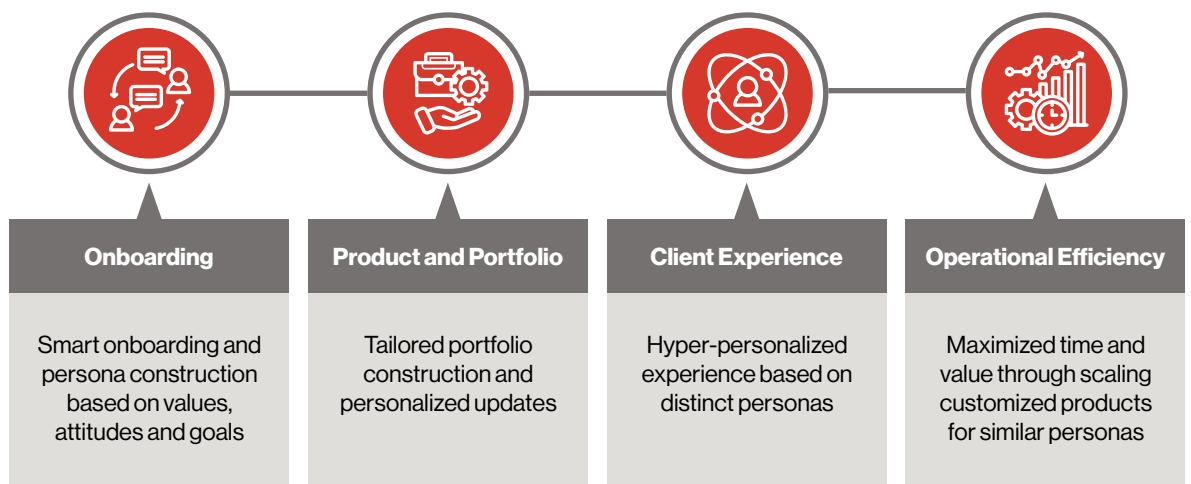 Onboarding
Smart onboarding and
persona construction
based on values,
attitudes and goals
Product and Portfolio
Tailored portfolio
construction and
personalized updates
Client Experience
Hyper-personalized
experience based on
distinct personas
Operational Efficiency
Maximized time and
value through scaling
customized products
for similar personas